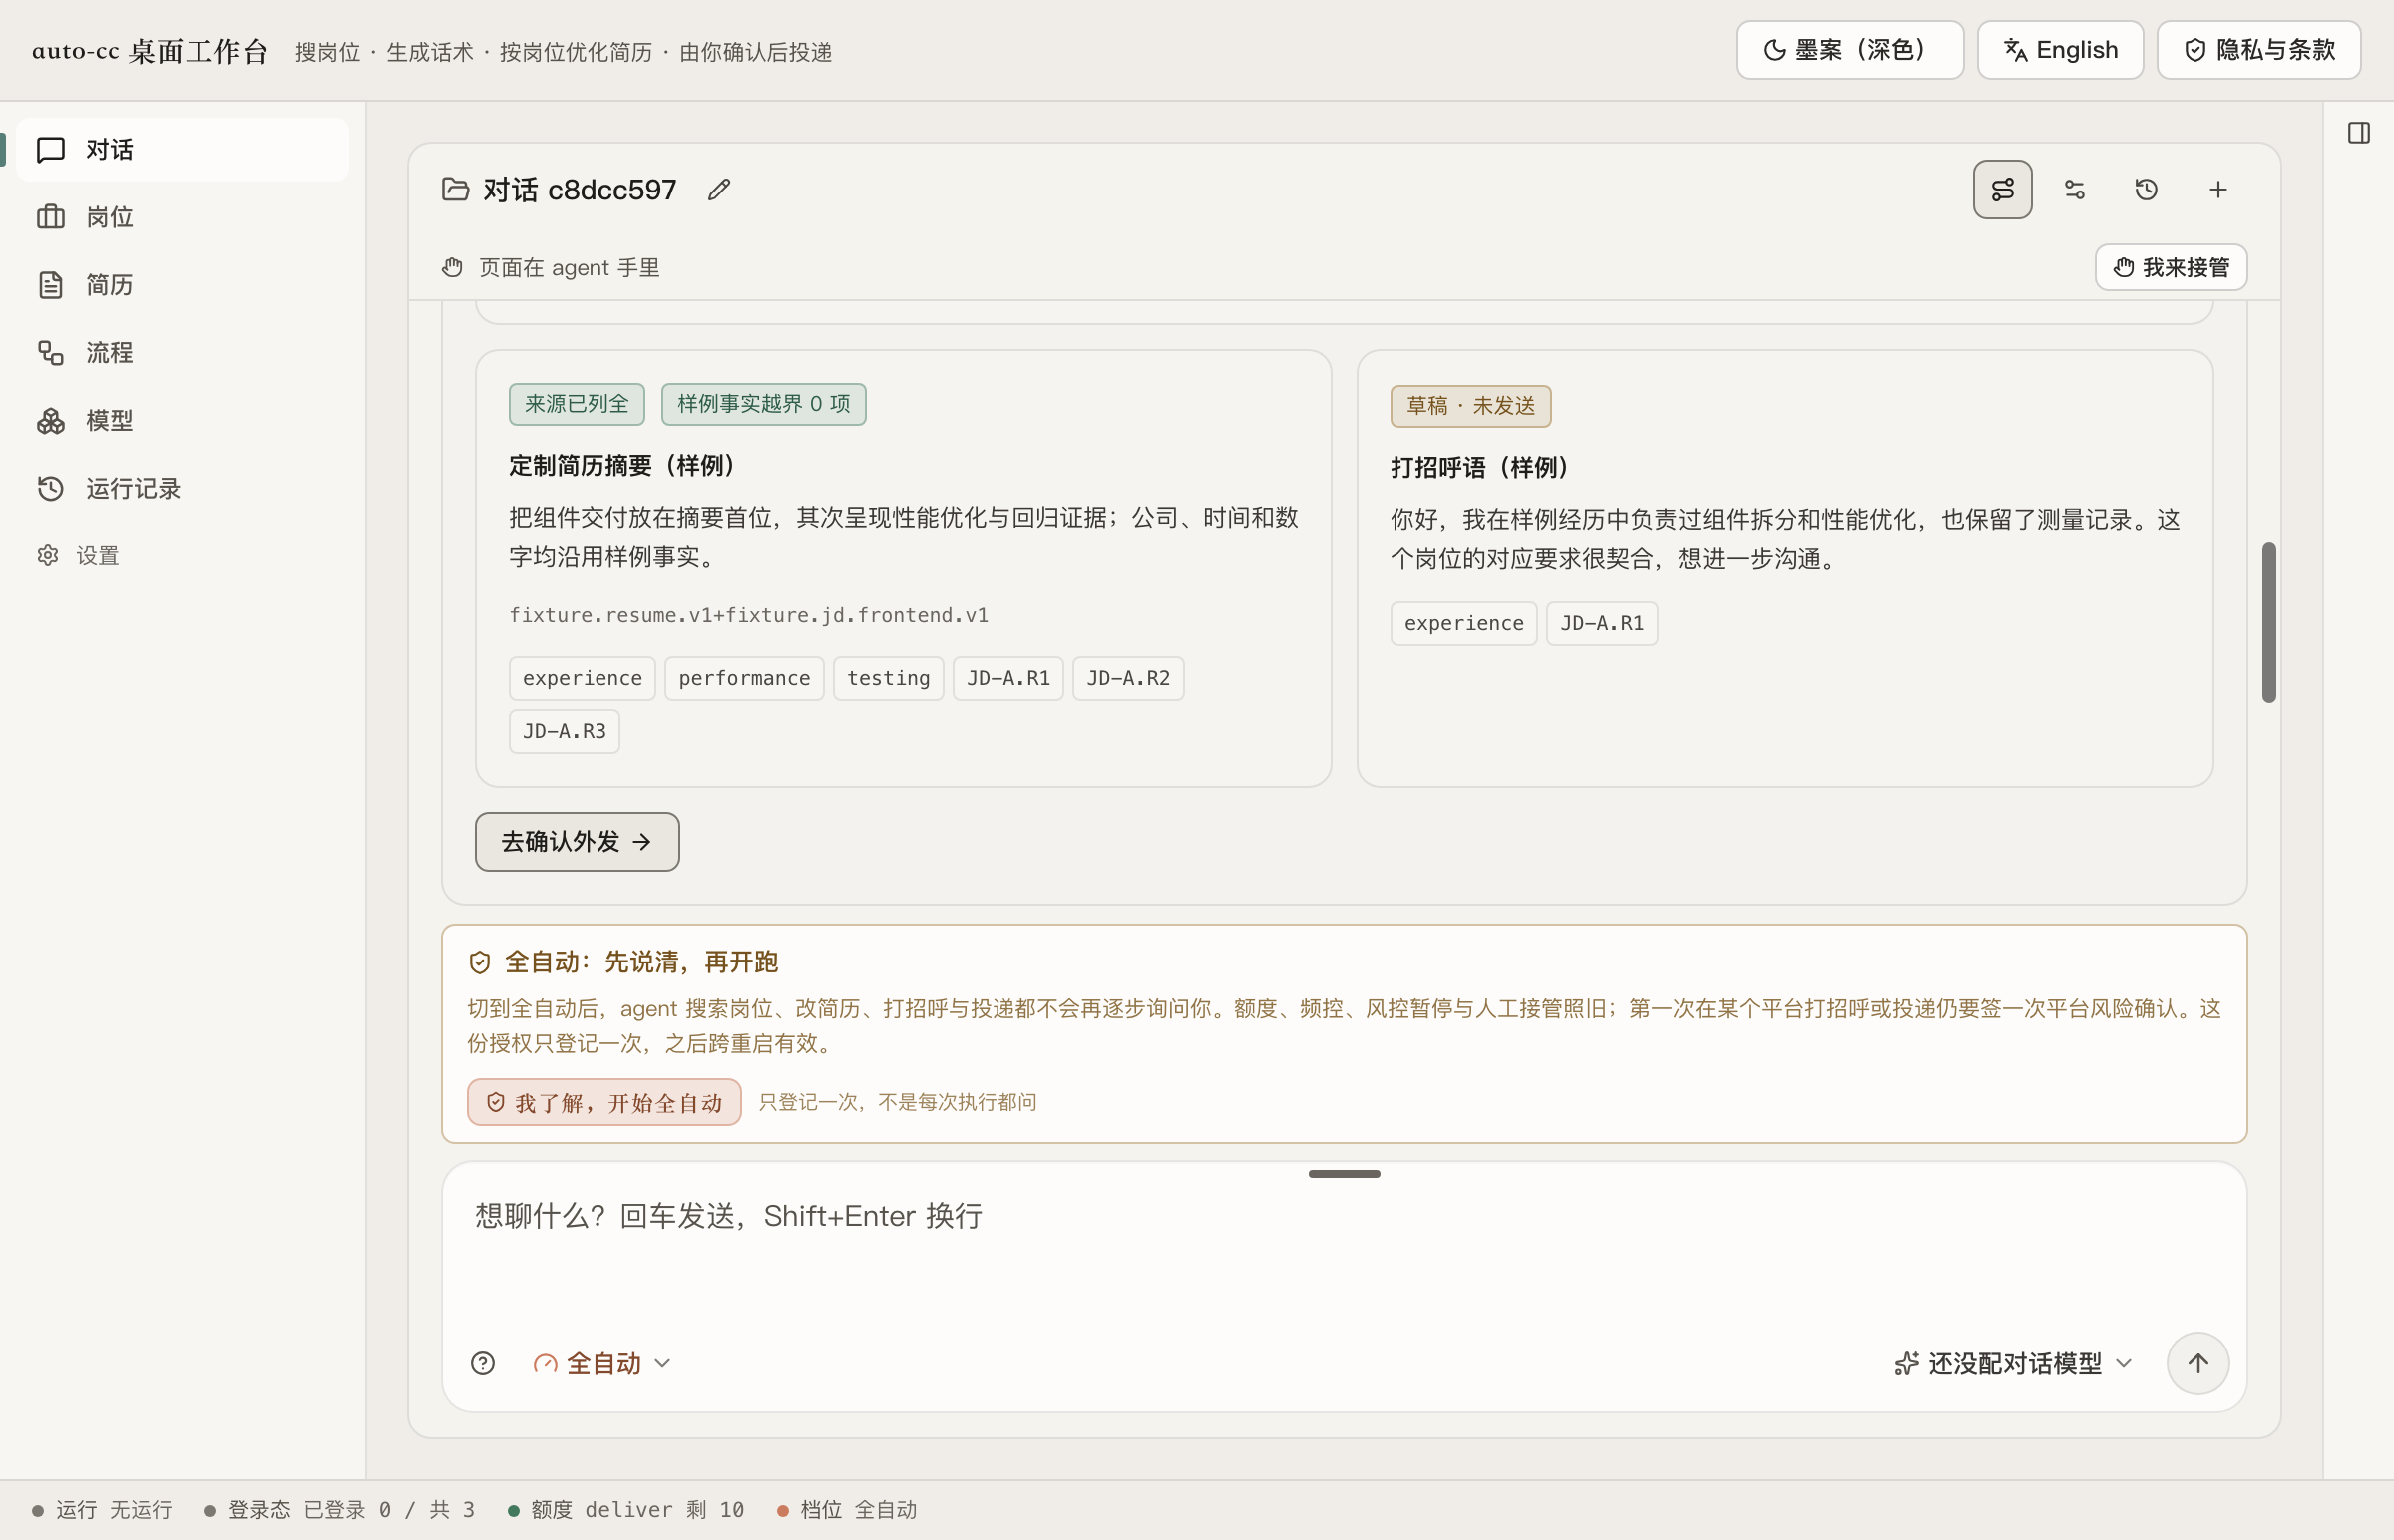 auto-cc 桌面工作台
搜岗位 · 生成话术 · 按岗位优化简历 · 由你确认后投递
墨案（深色）
English
隐私与条款
对话
岗位
简历
流程
模型
运行记录
设置
对话 c8dcc597
页面在 agent 手里
我来接管
来源已列全
样例事实越界 0 项
定制简历摘要（样例）
把组件交付放在摘要首位，其次呈现性能优化与回归证据；公司、时间和数
字均沿用样例事实。
fixture.resume.v1+fixture.jd.frontend.v1
experience
performance
testing
JD-A.R1
JD-A.R2
JD-A.R3
草稿 · 未发送
打招呼语（样例）
你好，我在样例经历中负责过组件拆分和性能优化，也保留了测量记录。这
个岗位的对应要求很契合，想进一步沟通。
experience
JD-A.R1
去确认外发
全自动：先说清，再开跑
切到全自动后，agent 搜索岗位、改简历、打招呼与投递都不会再逐步询问你。额度、频控、风控暂停与人工接管照旧；第一次在某个平台打招呼或投递仍要签一次平台风险确认。这
份授权只登记一次，之后跨重启有效。
我了解，开始全自动
只登记一次，不是每次执行都问
想聊什么？回车发送，Shift+Enter 换行
全自动
还没配对话模型
运行 无运行
登录态 已登录 0 / 共 3
额度 deliver 剩 10
档位 全自动